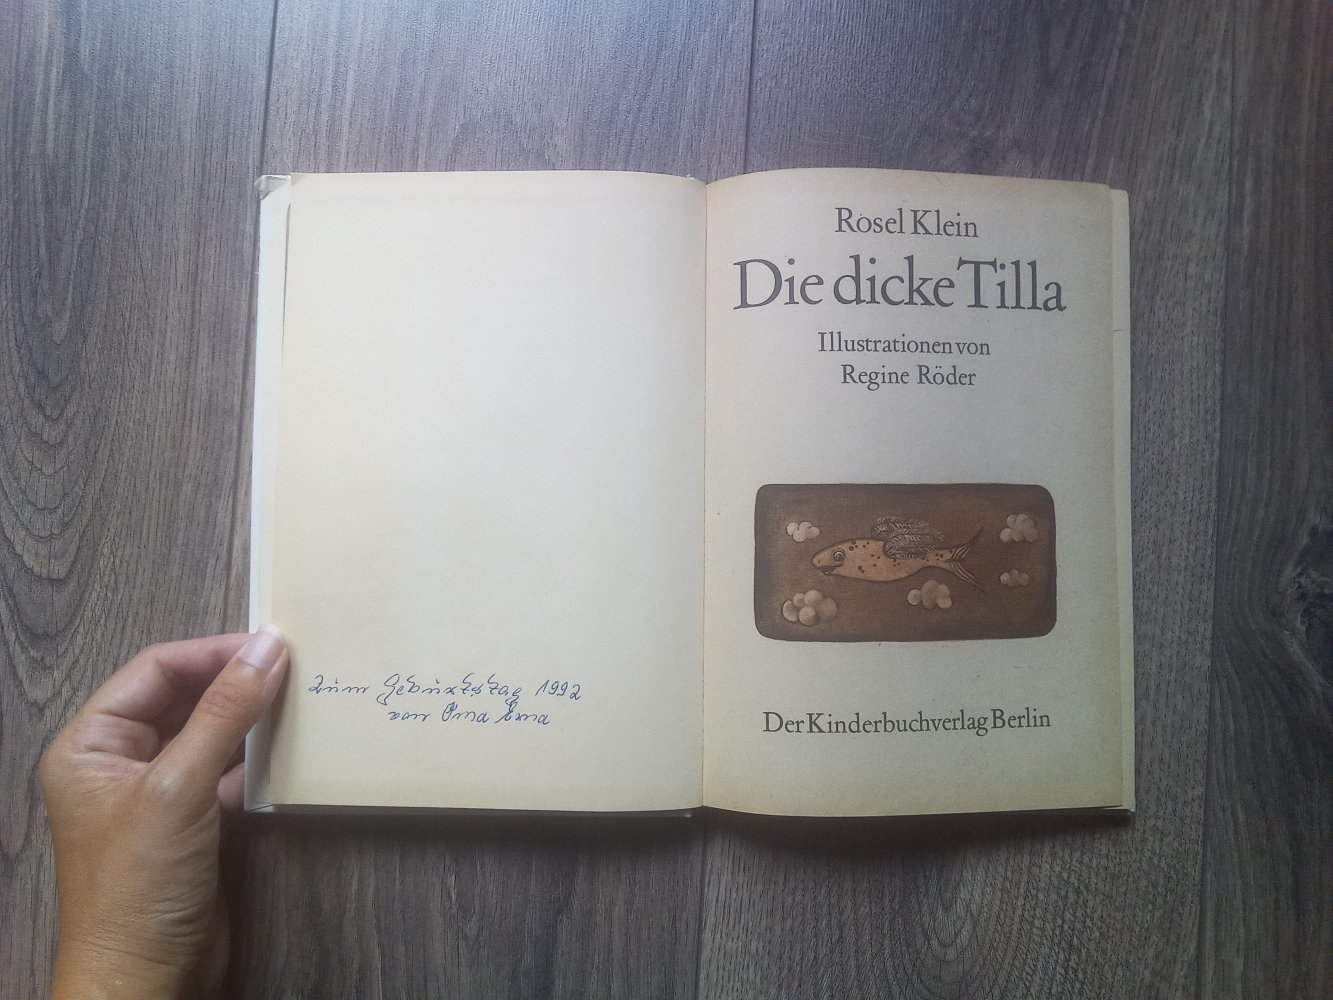 zum Geburtstag 1992
von Oma Erna
Rosel Klein
Die dicke Tilla
Illustrationen von
Regine Röder
Der Kinderbuchverlag Berlin